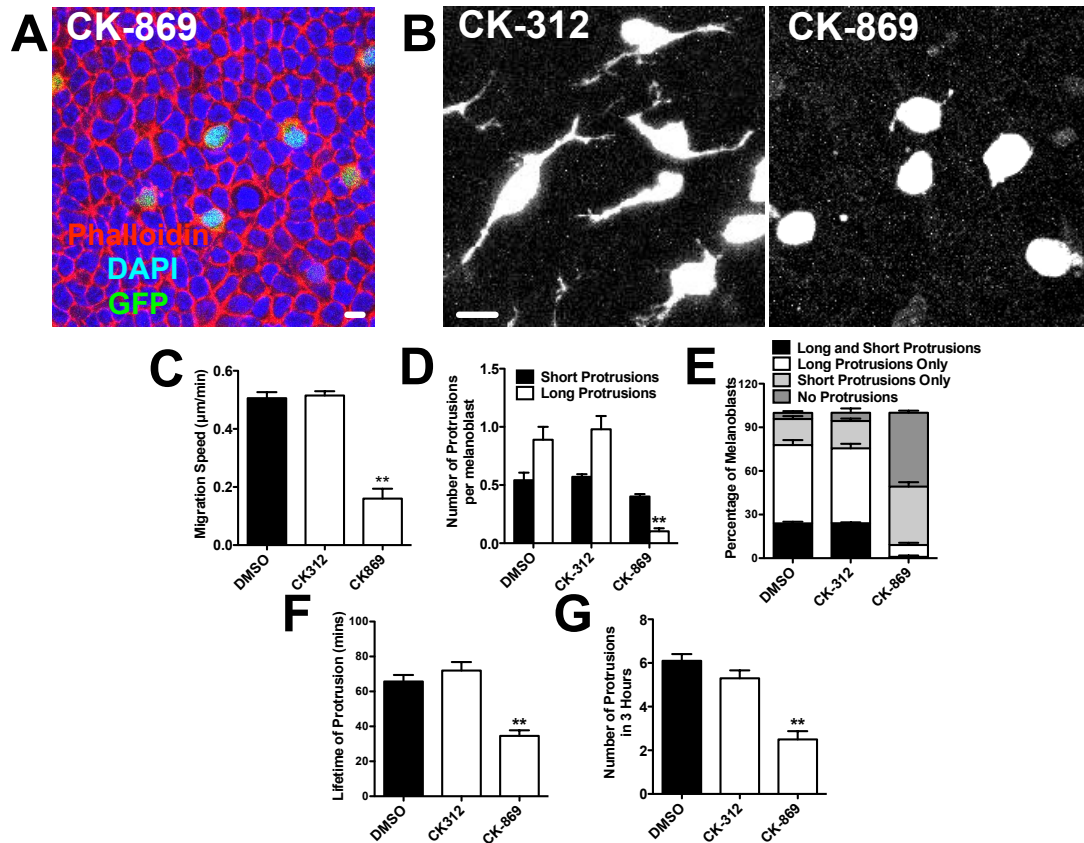 A
CK-869
Phalloidin
DAPI
GFP
B
CK-312
CK-869
C
Migration Speed (µm/min)
0.6
0.4
0.2
0.0
**
DMSO
CK312
CK869
D
Short Protrusions
Long Protrusions
Number of Protrusions
per melanoblast
1.5
1.0
0.5
0.0
**
DMSO
CK-312
CK-869
E
Long and Short Protrusions
Long Protrusions Only
Short Protrusions Only
No Protrusions
Percentage of Melanoblasts
120
90
60
30
0
DMSO
CK-312
CK-869
F
Lifetime of Protrusion (mins)
100
80
60
40
20
0
**
DMSO
CK312
CK-869
G
Number of Protrusions
in 3 Hours
8
6
4
2
0
**
DMSO
CK-312
CK-869